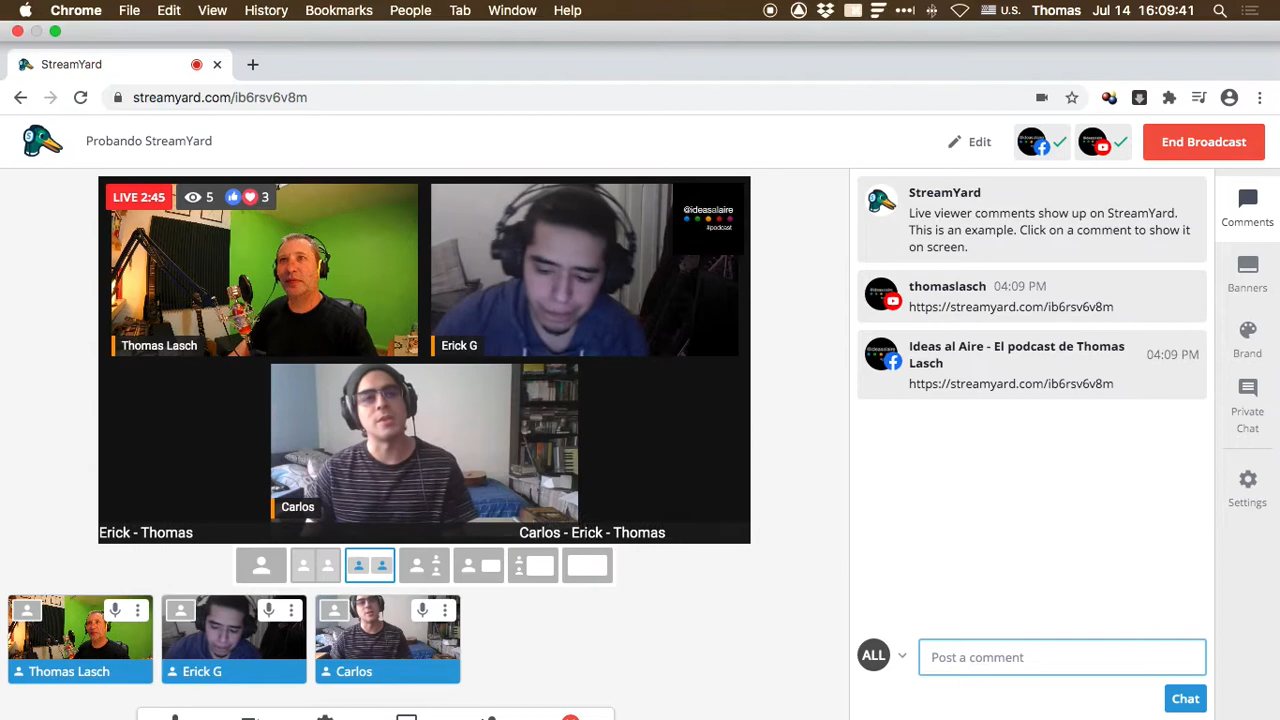 Chrome File Edit View History Bookmarks People Tab Window Help U.S. Thomas Jul 14 16:09:41
StreamYard
streamyard.com/ib6rsv6v8m
Probando StreamYard
Edit
End Broadcast
LIVE 2:45 5 3
@ideasalaire
#podcast
Thomas Lasch
Erick G
Carlos
Erick - Thomas Carlos - Erick - Thomas
Thomas Lasch
Erick G
Carlos
StreamYard
Live viewer comments show up on StreamYard.
This is an example. Click on a comment to show it
on screen.
thomaslasch 04:09 PM
https://streamyard.com/ib6rsv6v8m
Ideas al Aire - El podcast de Thomas
Lasch
04:09 PM
https://streamyard.com/ib6rsv6v8m
ALL
Post a comment
Chat
Comments
Banners
Brand
Private
Chat
Settings